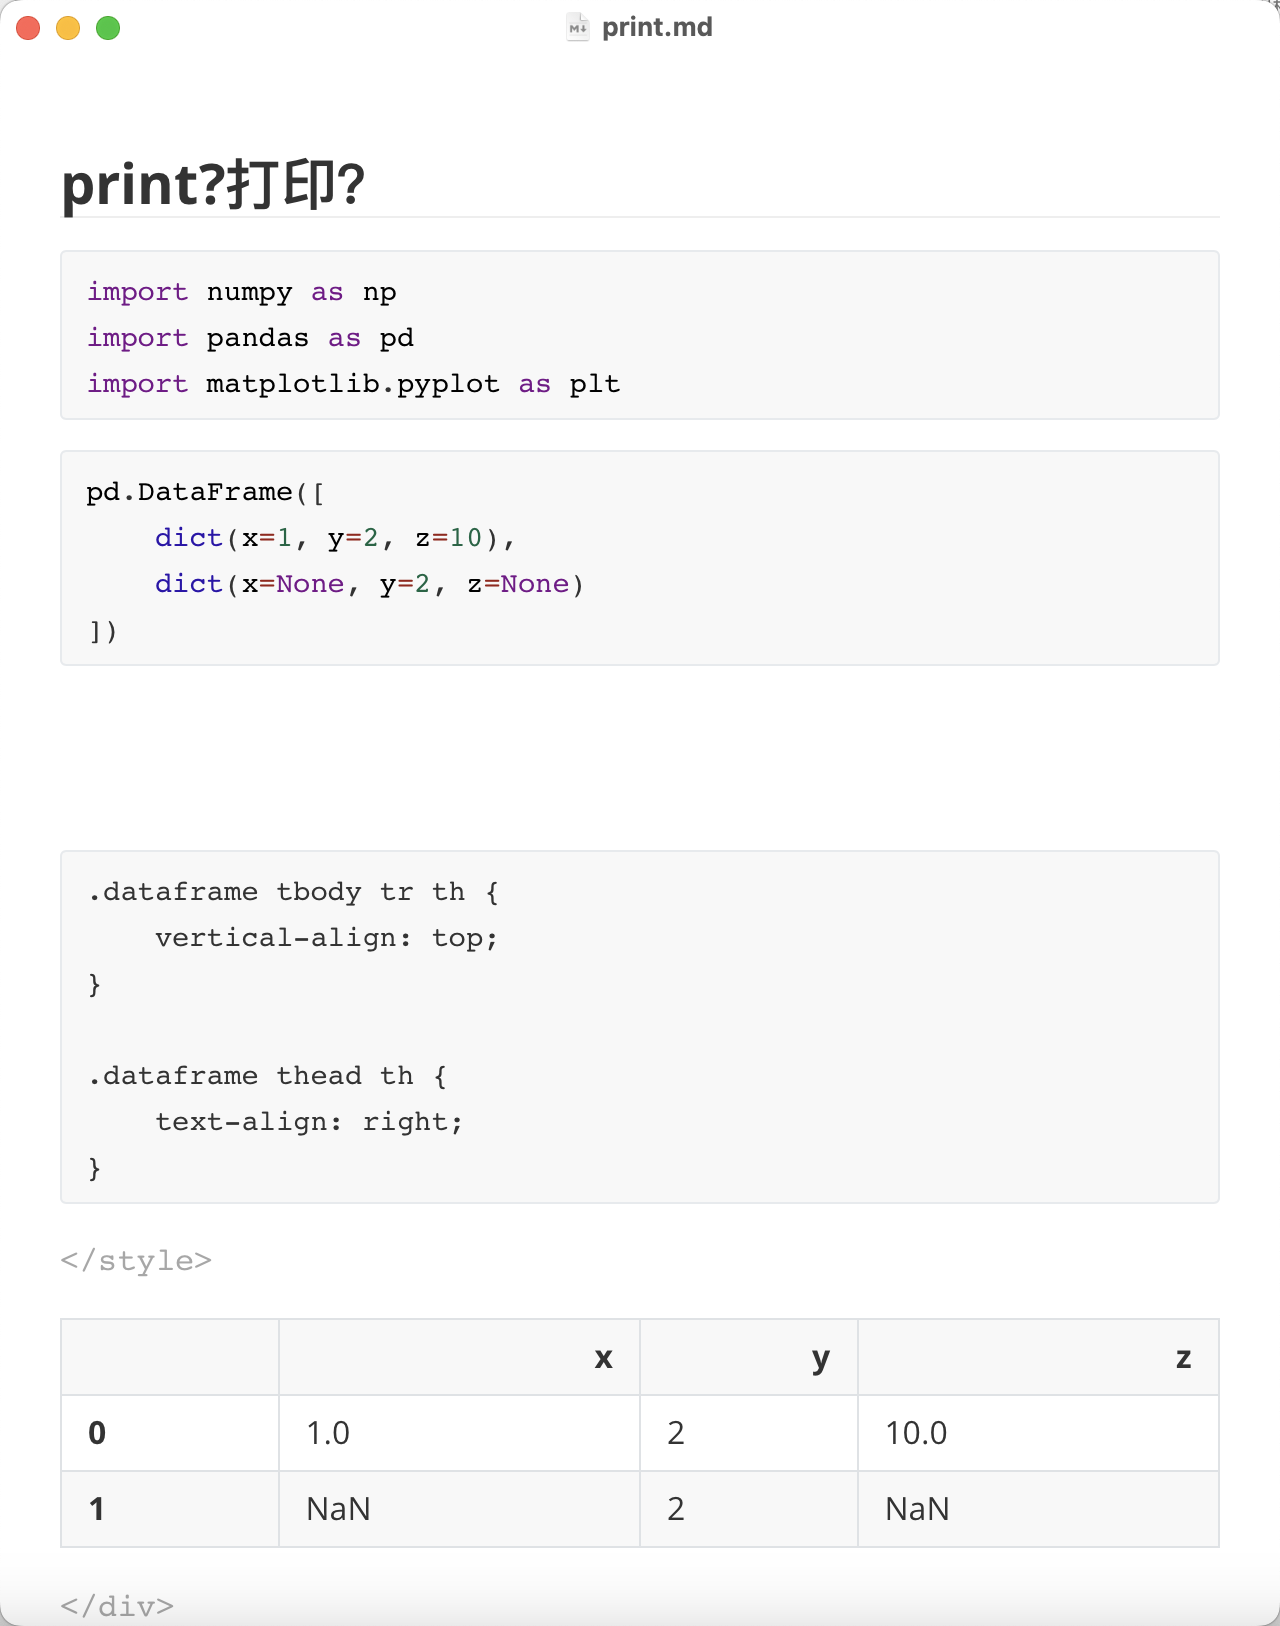 print.md
print?打印?
import numpy as np
import pandas as pd
import matplotlib.pyplot as plt
pd.DataFrame([
    dict(x=1, y=2, z=10),
    dict(x=None, y=2, z=None)
])
.dataframe tbody tr th {
    vertical-align: top;
}
.dataframe thead th {
    text-align: right;
}
</style>
x y z
0 1.0 2 10.0
1 NaN 2 NaN
</div>